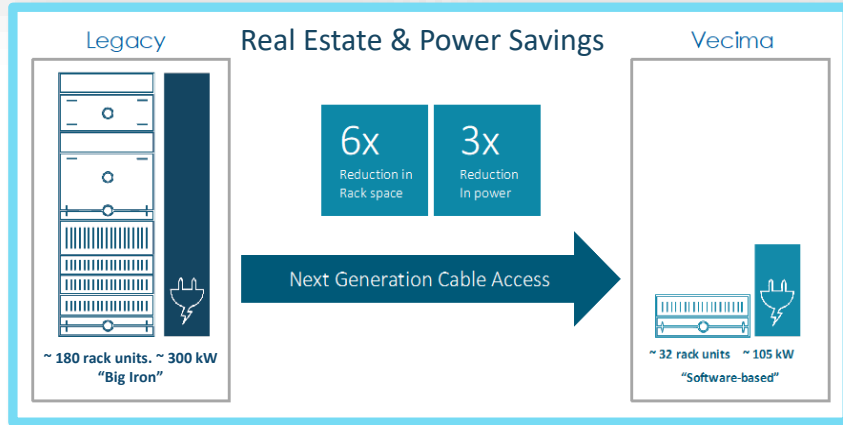 Legacy
Real Estate & Power Savings
Vecima
6x
Reduction in
Rack space
3x
Reduction
In power
Next Generation Cable Access
~ 180 rack units. ~ 300 kW
“Big Iron”
~ 32 rack units ~ 105 kW
“Software-based”